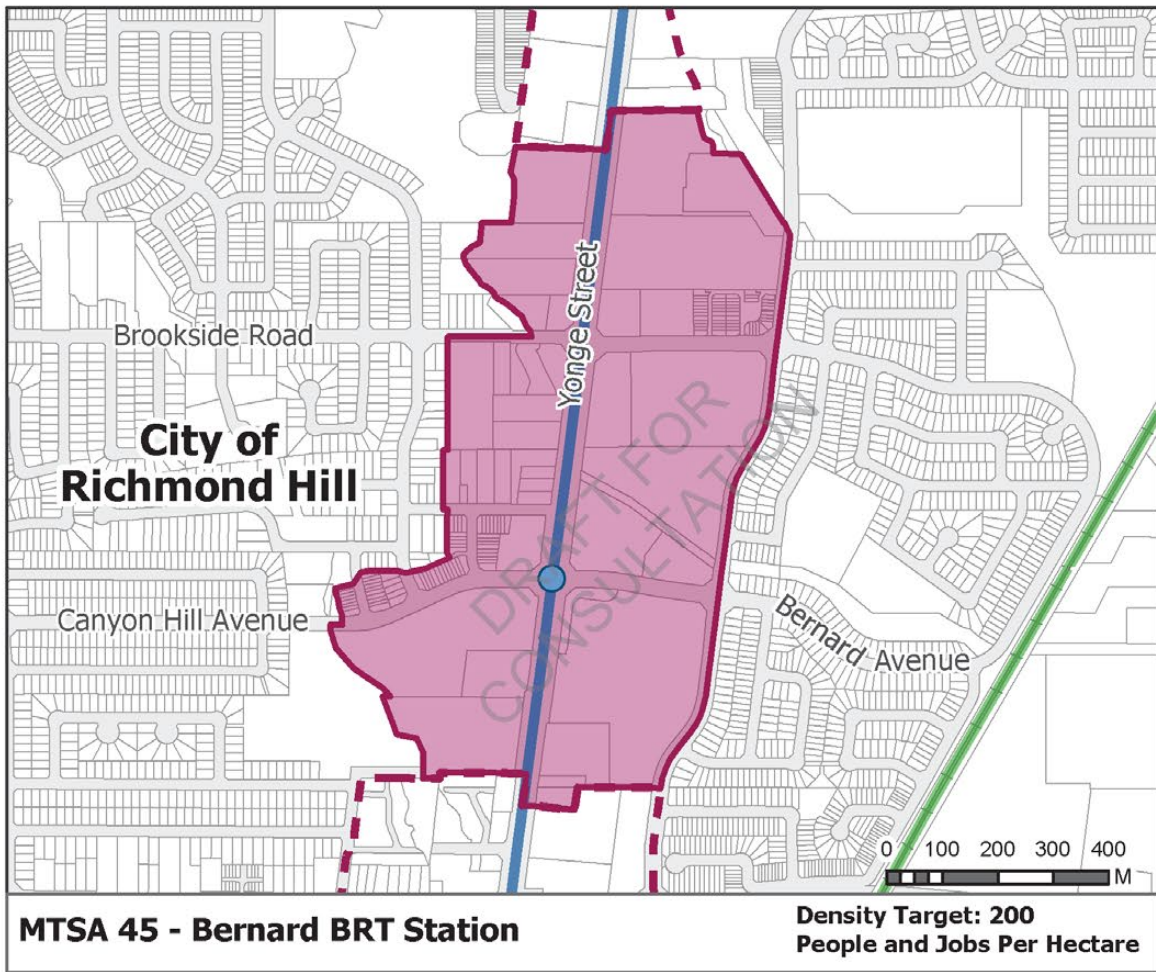 Yonge Street
Brookside Road
City of
Richmond Hill
DRAFT FOR
CONSULTATION
Canyon Hill Avenue
Bernard Avenue
0 100 200 300 400
M
MTSA 45 - Bernard BRT Station
Density Target: 200
People and Jobs Per Hectare